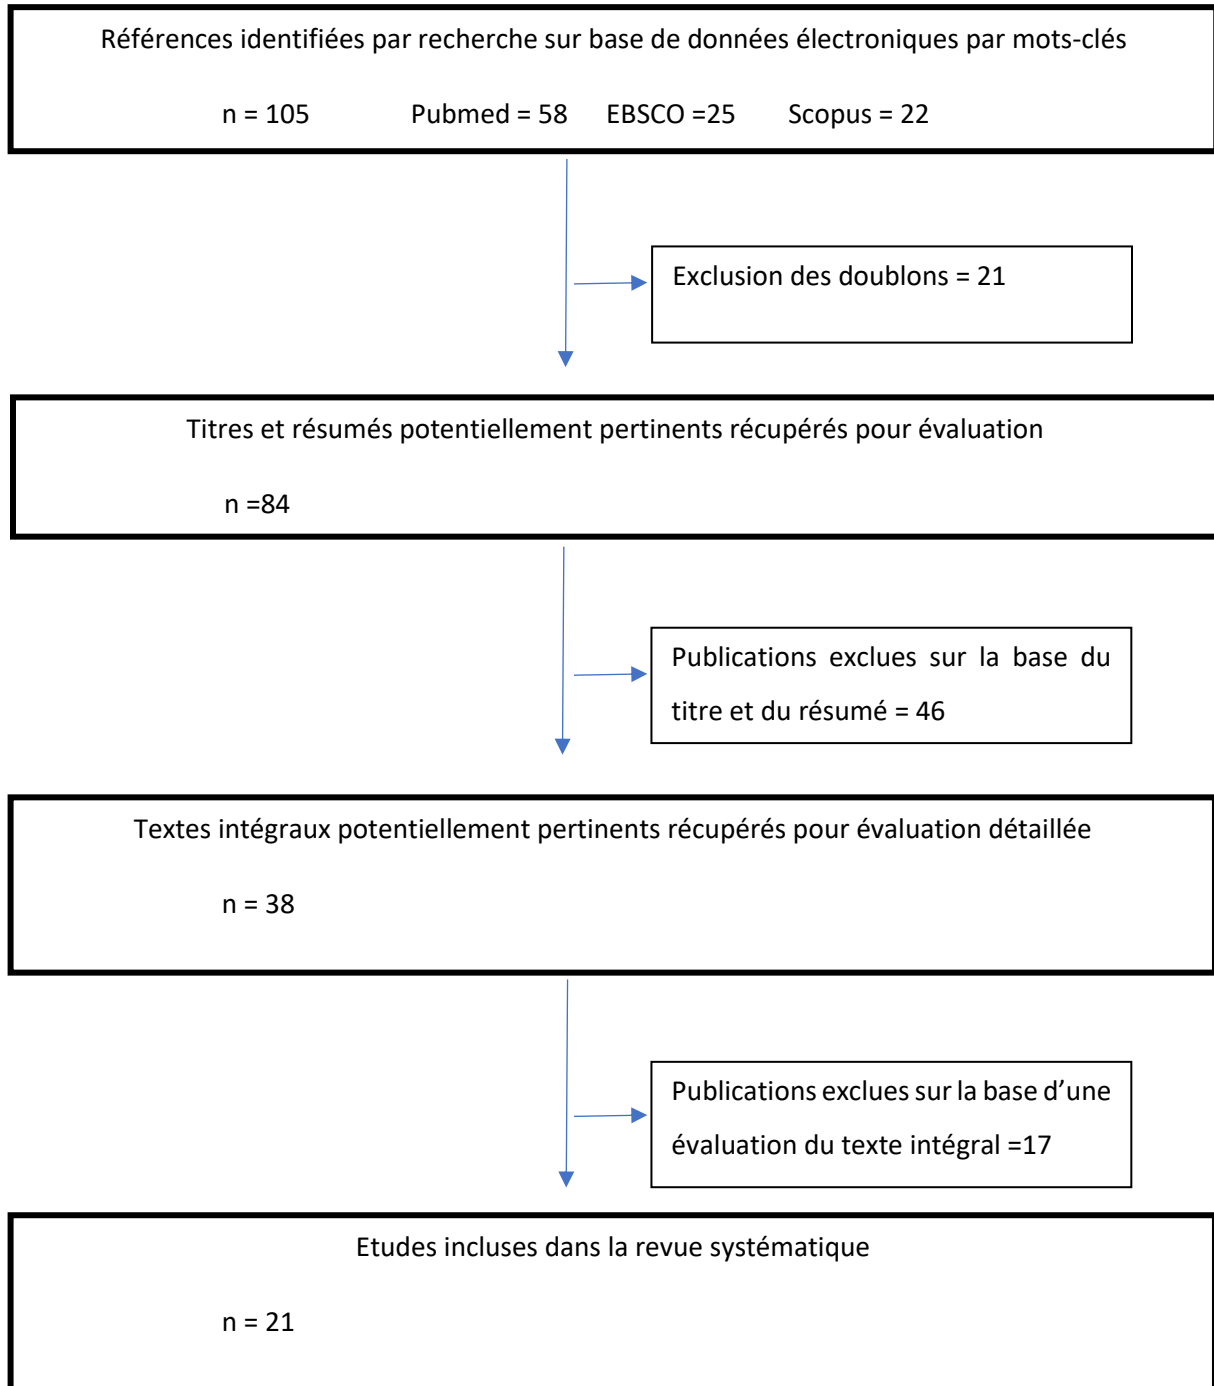 Références identifiées par recherche sur base de données électroniques par mots-clés
n = 105 Pubmed = 58 EBSCO =25 Scopus = 22
Exclusion des doublons = 21
Titres et résumés potentiellement pertinents récupérés pour évaluation
n =84
Publications exclues sur la base du
titre et du résumé = 46
Textes intégraux potentiellement pertinents récupérés pour évaluation détaillée
n = 38
Publications exclues sur la base d’une
évaluation du texte intégral =17
Etudes incluses dans la revue systématique
n = 21